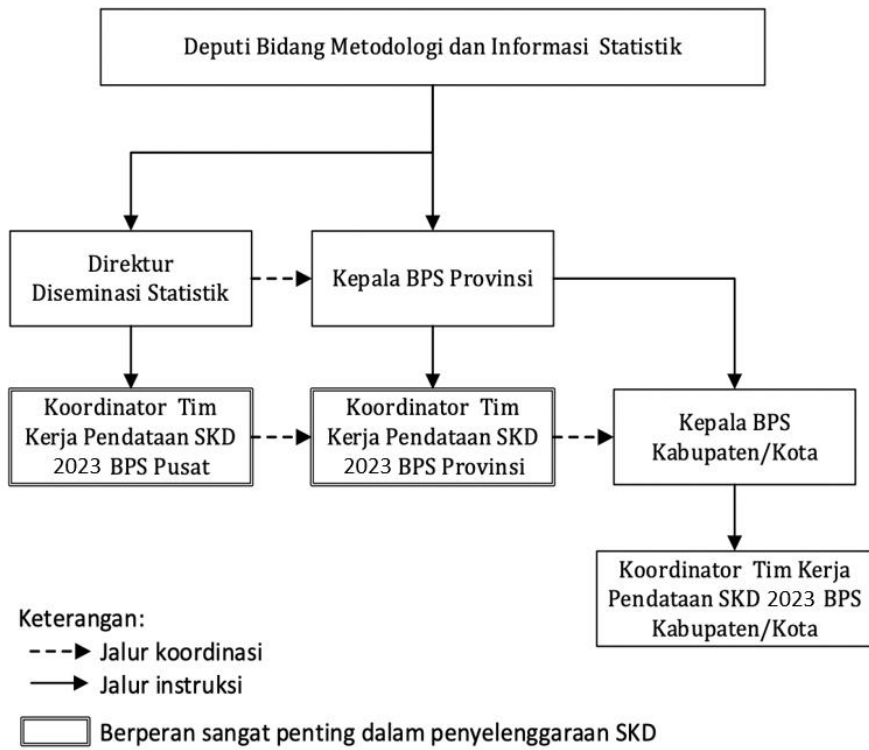 Deputi Bidang Metodologi dan Informasi Statistik
Direktur
Diseminasi Statistik
Kepala BPS Provinsi
Koordinator Tim
Kerja Pendataan SKD
2023 BPS Pusat
Koordinator Tim
Kerja Pendataan SKD
2023 BPS Provinsi
Kepala BPS
Kabupaten/Kota
Koordinator Tim Kerja
Pendataan SKD 2023 BPS
Kabupaten/Kota
Keterangan:
Jalur koordinasi
Jalur instruksi
Berperan sangat penting dalam penyelenggaraan SKD